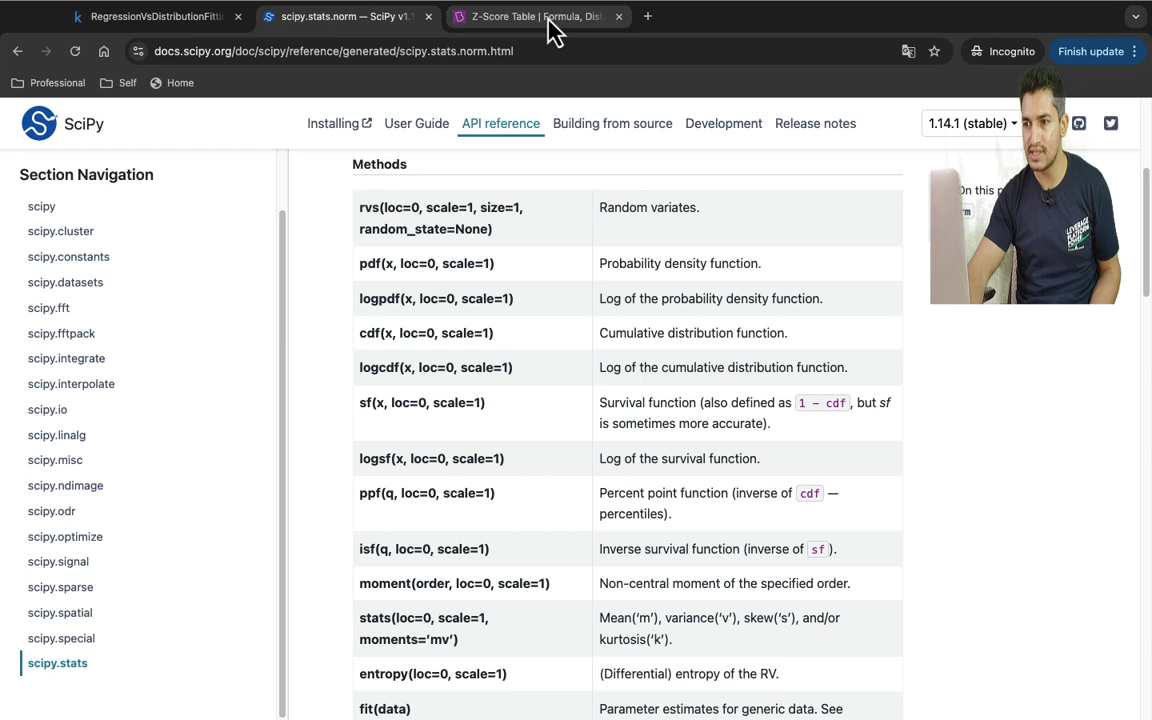 RegressionVsDistributionFitti
scipy.stats.norm — SciPy v1.1
Z-Score Table | Formula, Dist
docs.scipy.org/doc/scipy/reference/generated/scipy.stats.norm.html
Incognito
Finish update
Professional
Self
Home
SciPy
Installing
User Guide
API reference
Building from source
Development
Release notes
1.14.1 (stable)
Section Navigation
scipy
scipy.cluster
scipy.constants
scipy.datasets
scipy.fft
scipy.fftpack
scipy.integrate
scipy.interpolate
scipy.io
scipy.linalg
scipy.misc
scipy.ndimage
scipy.odr
scipy.optimize
scipy.signal
scipy.sparse
scipy.spatial
scipy.special
scipy.stats
Methods
rvs(loc=0, scale=1, size=1,
random_state=None)
Random variates.
pdf(x, loc=0, scale=1)
Probability density function.
logpdf(x, loc=0, scale=1)
Log of the probability density function.
cdf(x, loc=0, scale=1)
Cumulative distribution function.
logcdf(x, loc=0, scale=1)
Log of the cumulative distribution function.
sf(x, loc=0, scale=1)
Survival function (also defined as 1 - cdf, but sf
is sometimes more accurate).
logsf(x, loc=0, scale=1)
Log of the survival function.
ppf(q, loc=0, scale=1)
Percent point function (inverse of cdf —
percentiles).
isf(q, loc=0, scale=1)
Inverse survival function (inverse of sf).
moment(order, loc=0, scale=1)
Non-central moment of the specified order.
stats(loc=0, scale=1,
moments='mv')
Mean('m'), variance('v'), skew('s'), and/or
kurtosis('k').
entropy(loc=0, scale=1)
(Differential) entropy of the RV.
fit(data)
Parameter estimates for generic data. See
On this p
rm
LEVERAGE
PLATFORM
POWER